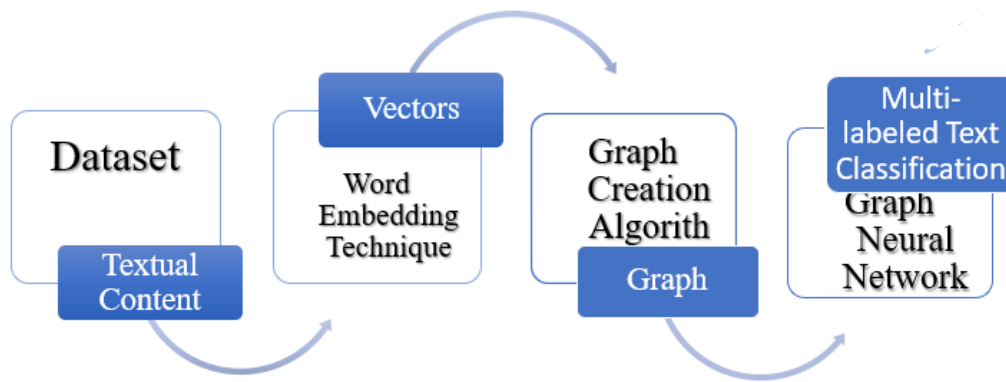 Dataset
Textual
Content
Vectors
Word
Embedding
Technique
Graph
Creation
Algorith
Graph
Multi-
labeled Text
Classification
Graph
Neural
Network